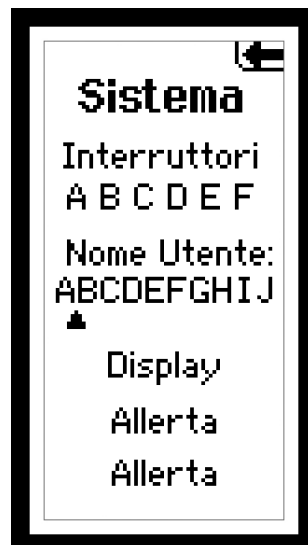 Sistema
Interruttori
A B C D E F
Nome Utente:
ABCDEFGHIJ
Display
Allerta
Allerta